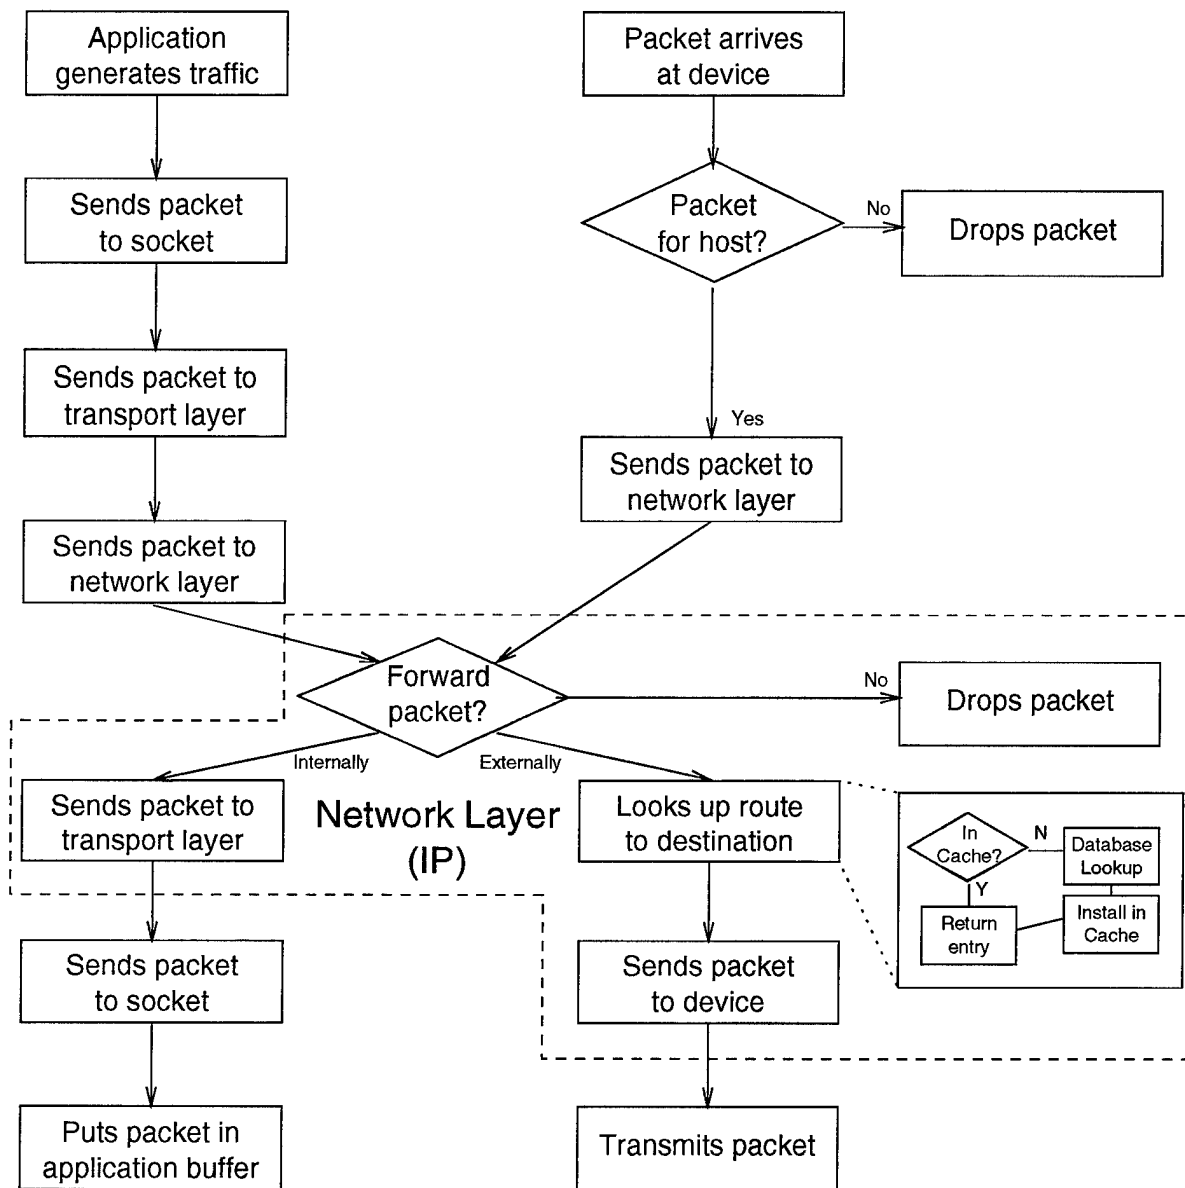 Application
generates traffic
Packet arrives
at device
Sends packet
to socket
Packet
for host?
No
Drops packet
Sends packet to
transport layer
Yes
Sends packet to
network layer
Sends packet to
network layer
Forward
packet?
No
Drops packet
Internally
Externally
Sends packet to
transport layer
Network Layer
(IP)
Looks up route
to destination
In
Cache?
N
Database
Lookup
Y
Return
entry
Install in
Cache
Sends packet
to socket
Sends packet
to device
Puts packet in
application buffer
Transmits packet